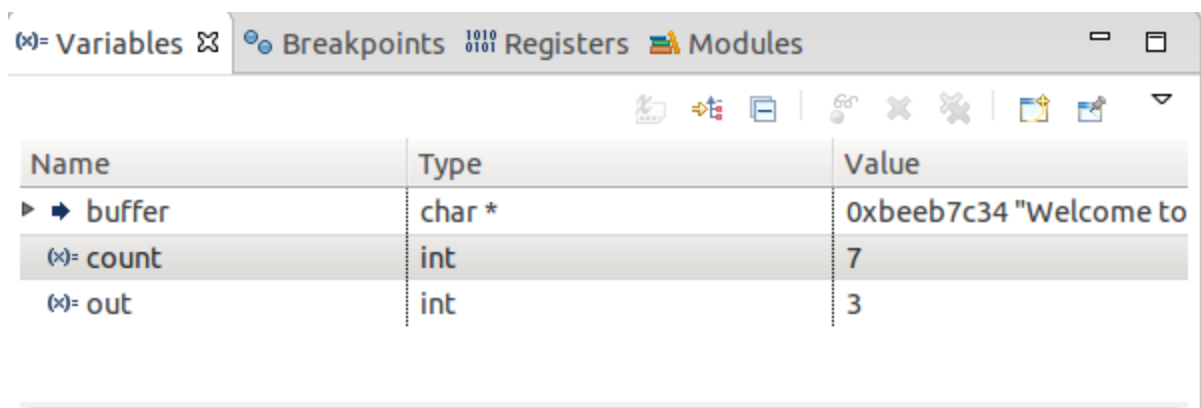 (x)= Variables Breakpoints 1010 0101 Registers Modules
Name Type Value
buffer char * 0xbeeb7c34 "Welcome to
(x)= count int 7
(x)= out int 3